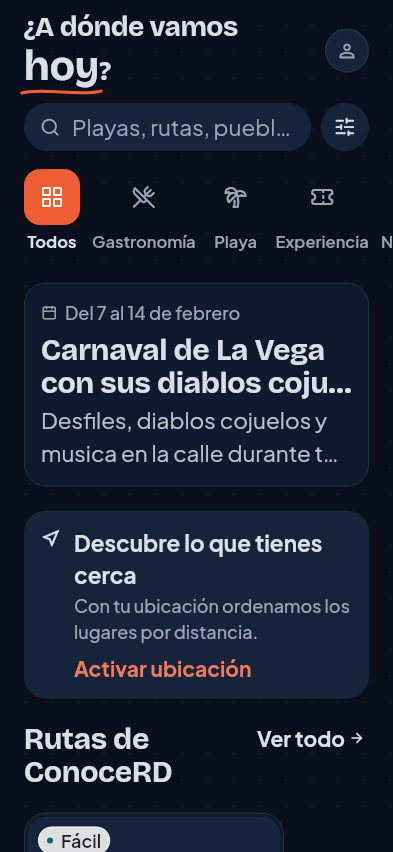 ¿A dónde vamos
hoy?
Playas, rutas, puebl...
Todos Gastronomía Playa Experiencia N
Del 7 al 14 de febrero
Carnaval de La Vega
con sus diablos coju...
Desfiles, diablos cojuelos y
musica en la calle durante t...
Descubre lo que tienes
cerca
Con tu ubicación ordenamos los
lugares por distancia.
Activar ubicación
Rutas de
ConoceRD
Ver todo →
Fácil